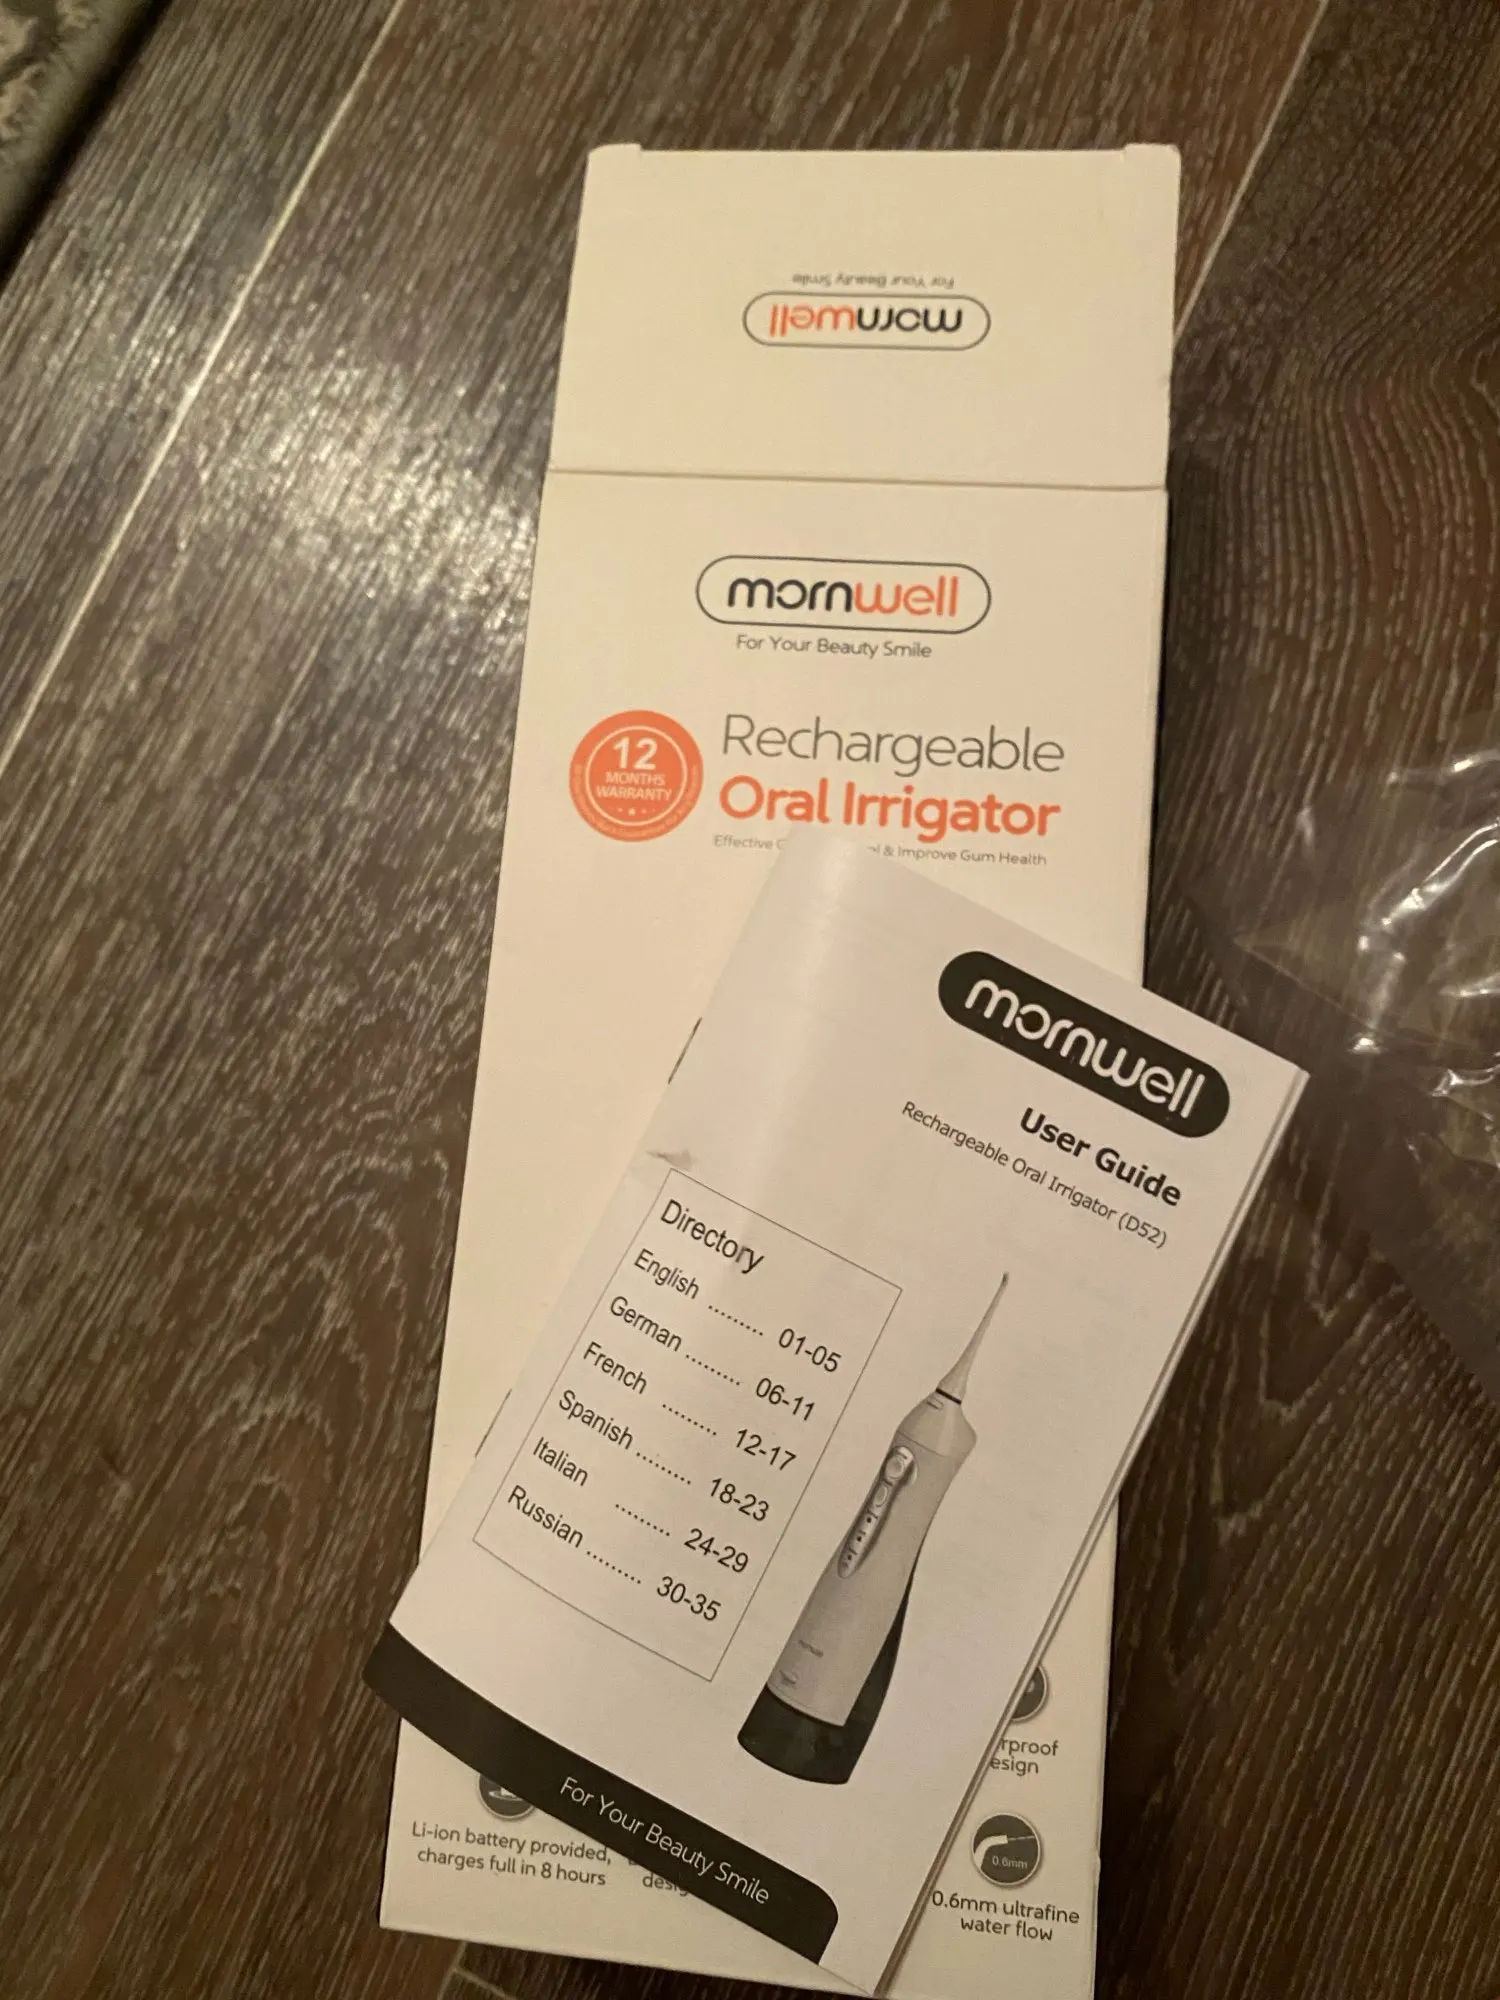 For Your Beauty Smile
mornwell
mornwell
For Your Beauty Smile
12
MONTHS
WARRANTY
Rechargeable
Oral Irrigator
Effective
& Improve Gum Health
mornwell
User Guide
Rechargeable Oral Irrigator (D52)
Directory
English ......... 01-05
German ......... 06-11
French ......... 12-17
Spanish ......... 18-23
Italian ......... 24-29
Russian ......... 30-35
mornwell
For Your Beauty Smile
Li-ion battery provided,
charges full in 8 hours
rproof
esign
0.6mm
0.6mm ultrafine
water flow